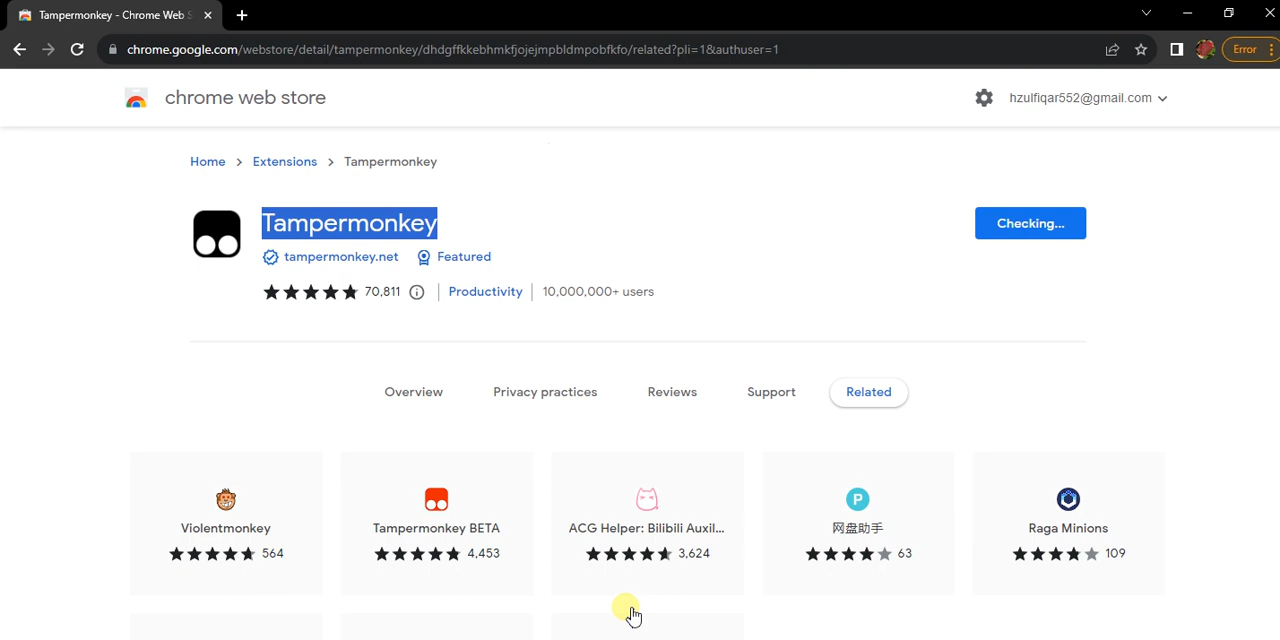 Tampermonkey - Chrome Web S
chrome.google.com/webstore/detail/tampermonkey/dhdgffkkebhmkfjojejmpbldmpobfkfo/related?pli=1&authuser=1
Error
chrome web store
hzulfiqar552@gmail.com
Home > Extensions > Tampermonkey
Tampermonkey
Checking...
tampermonkey.net Featured
70,811 Productivity 10,000,000+ users
Overview Privacy practices Reviews Support Related
P
Violentmonkey Tampermonkey BETA ACG Helper: Bilibili Auxil... 网盘助手 Raga Minions
564 4,453 3,624 63 109